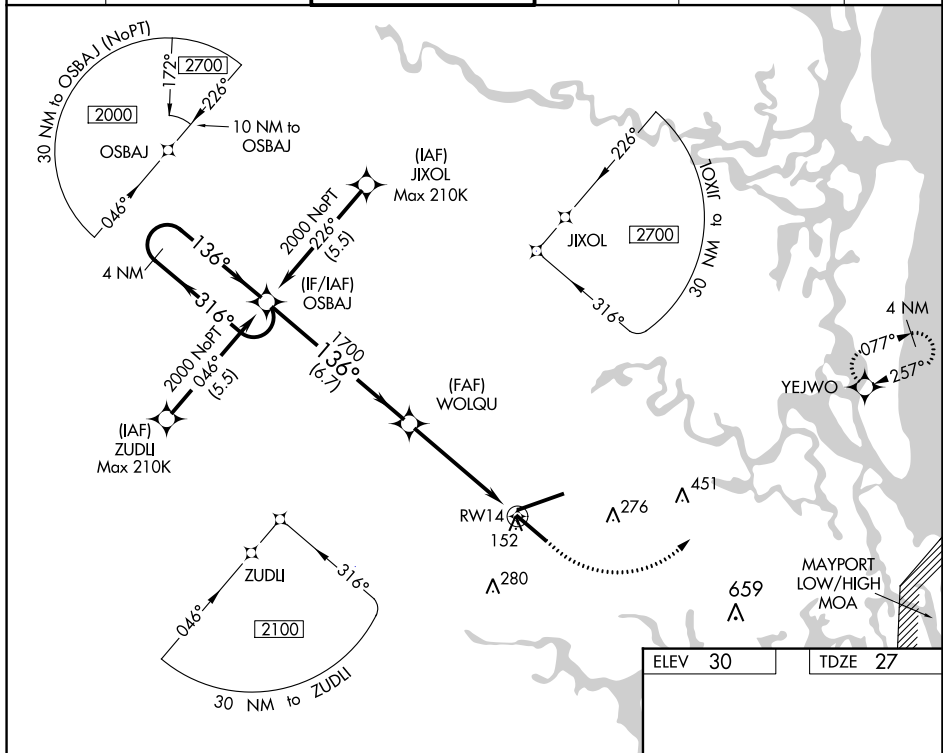 30 NM to OSBAJ (NoPT)
172°
2700
226°
2000
10 NM to
OSBAJ
OSBAJ
046°
(IAF)
JIXOL
Max 210K
2000 NoPT
226°
(5.5)
226°
JIXOL
2700
316°
30 NM to JIXOL
136°
4 NM
316°
(IF/IAF)
OSBAJ
2000 NoPT
046°
(5.5)
(IAF)
ZUDLI
Max 210K
1700
136°
(6.7)
(FAF)
WOLQU
4 NM
077°
257°
YEJWO
RW14
152
276
451
280
659
MAYPORT
LOW/HIGH
MOA
ZUDLI
046°
316°
2100
30 NM to ZUDLI
ELEV 30
TDZE 27